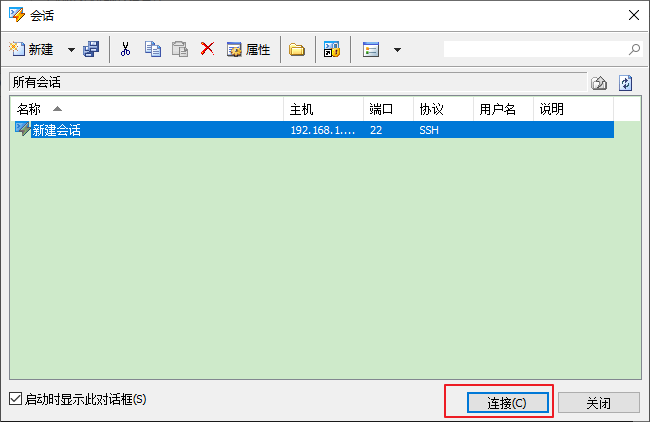 会话
新建 属性
所有会话
名称 主机 端口 协议 用户名 说明
新建会话 192.168.1.... 22 SSH
启动时显示此对话框(S) 连接(C) 关闭